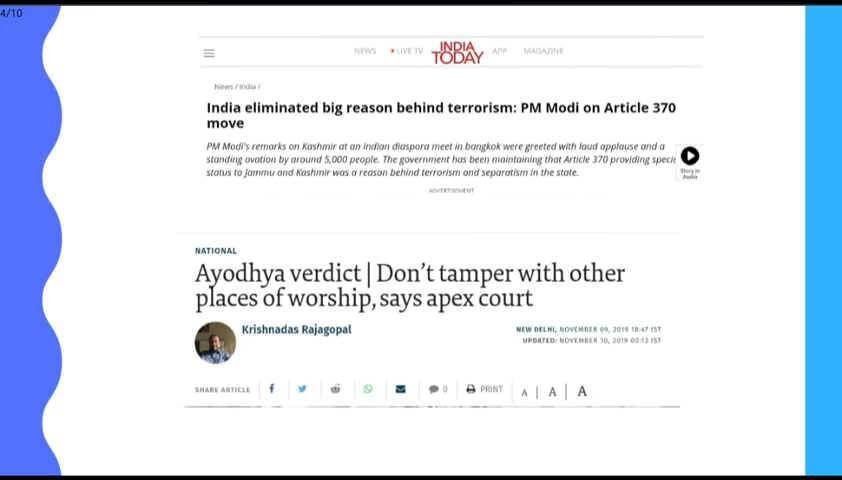 4/10
NEWS LIVE TV INDIA TODAY APP MAGAZINE
News / India /
India eliminated big reason behind terrorism: PM Modi on Article 370
move
PM Modi's remarks on Kashmir at an Indian diaspora meet in bangkok were greeted with laud applause and a
standing ovation by around 5,000 people. The government has been maintaining that Article 370 providing speci
status to Jammu and Kashmir was a reason behind terrorism and separatism in the state.
Story in
Audio
ADVERTISEMENT
NATIONAL
Ayodhya verdict | Don't tamper with other
places of worship, says apex court
Krishnadas Rajagopal
NEW DELHI, NOVEMBER 09, 2019 18:47 IST
UPDATED: NOVEMBER 10, 2019 00:12 IST
SHARE ARTICLE 0 PRINT A | A | A